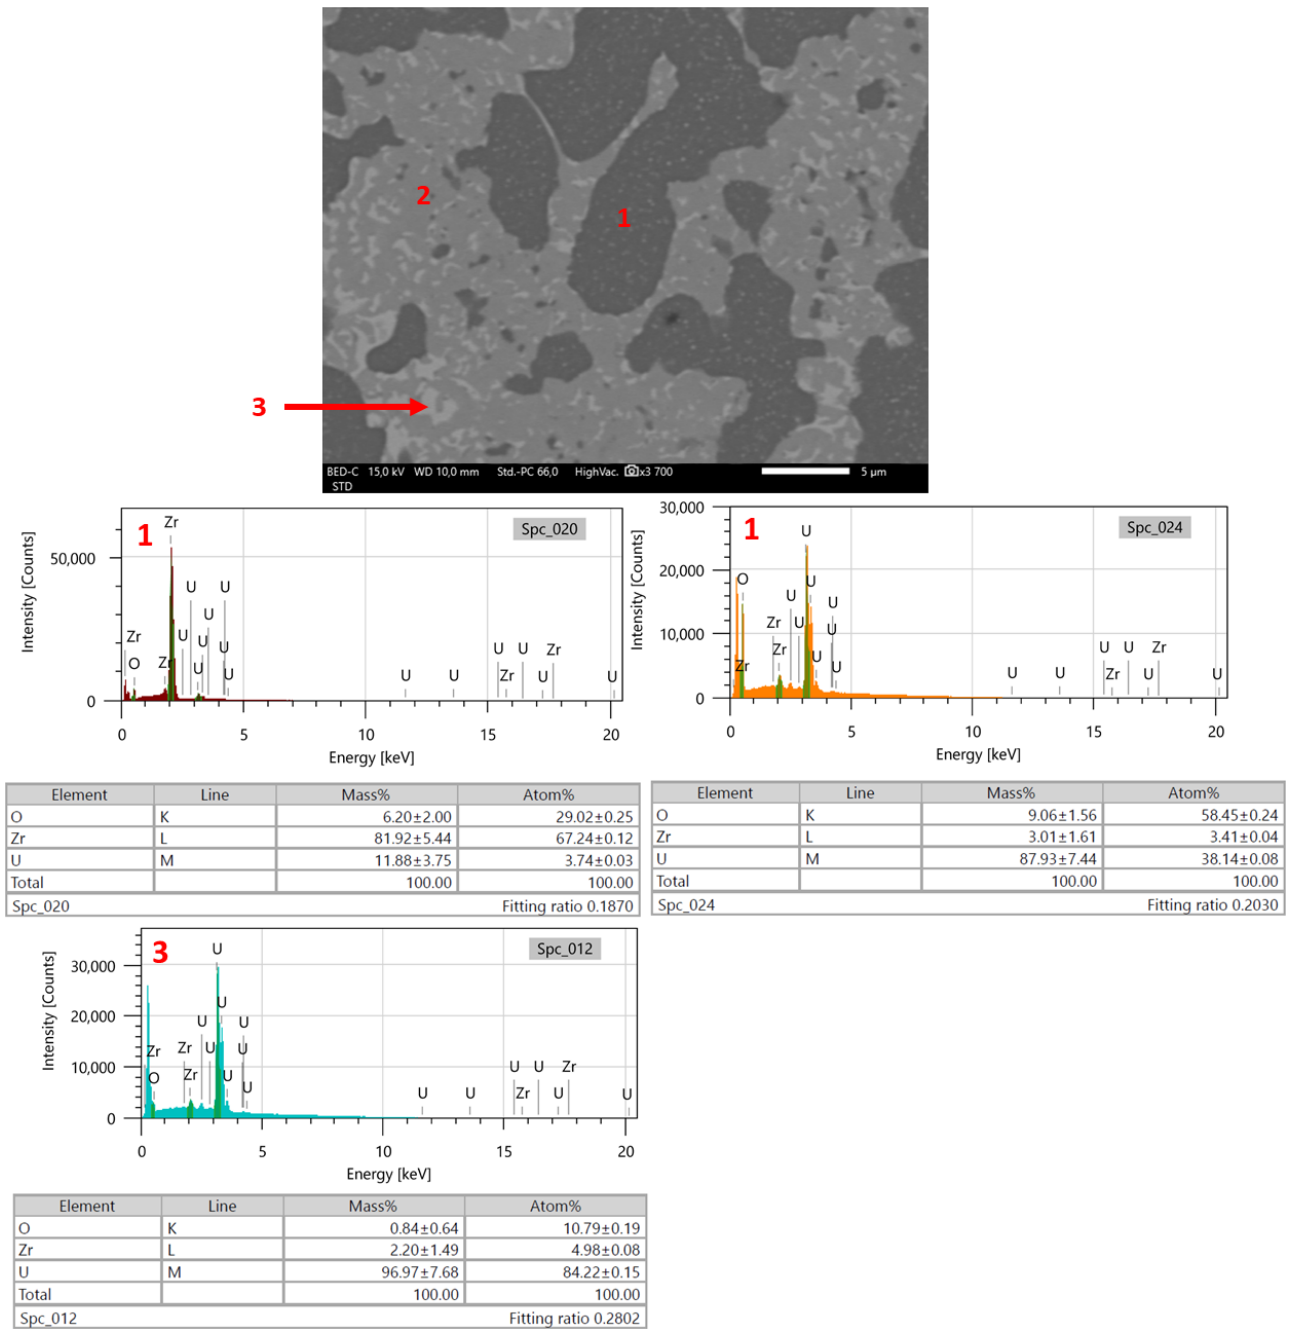 2
1
3
BED-C 15,0 kV WD 10,0 mm Std.-PC 66,0 HighVac. x3 700 5 µm
STD
1
Zr
Spc_020
Intensity [Counts]
50,000
U U
U
Zr U U U
O Zr U U
U U Zr
U U Zr U U
0
0 5 10 15 20
Energy [keV]
Element Line Mass% Atom%
O K 6.20±2.00 29.02±0.25
Zr L 81.92±5.44 67.24±0.12
U M 11.88±3.75 3.74±0.03
Total 100.00 100.00
Spc_020 Fitting ratio 0.1870
30,000
1
U
Spc_024
Intensity [Counts]
20,000
O U
U U
Zr U U
10,000
Zr Zr U U
U U Zr
U U Zr U U
0
0 5 10 15 20
Energy [keV]
Element Line Mass% Atom%
O K 9.06±1.56 58.45±0.24
Zr L 3.01±1.61 3.41±0.04
U M 87.93±7.44 38.14±0.08
Total 100.00 100.00
Spc_024 Fitting ratio 0.2030
3
U
Spc_012
Intensity [Counts]
30,000
U
20,000
U U
Zr Zr U U
10,000
O Zr U U
U U Zr
U U Zr U U
0
0 5 10 15 20
Energy [keV]
Element Line Mass% Atom%
O K 0.84±0.64 10.79±0.19
Zr L 2.20±1.49 4.98±0.08
U M 96.97±7.68 84.22±0.15
Total 100.00 100.00
Spc_012 Fitting ratio 0.2802